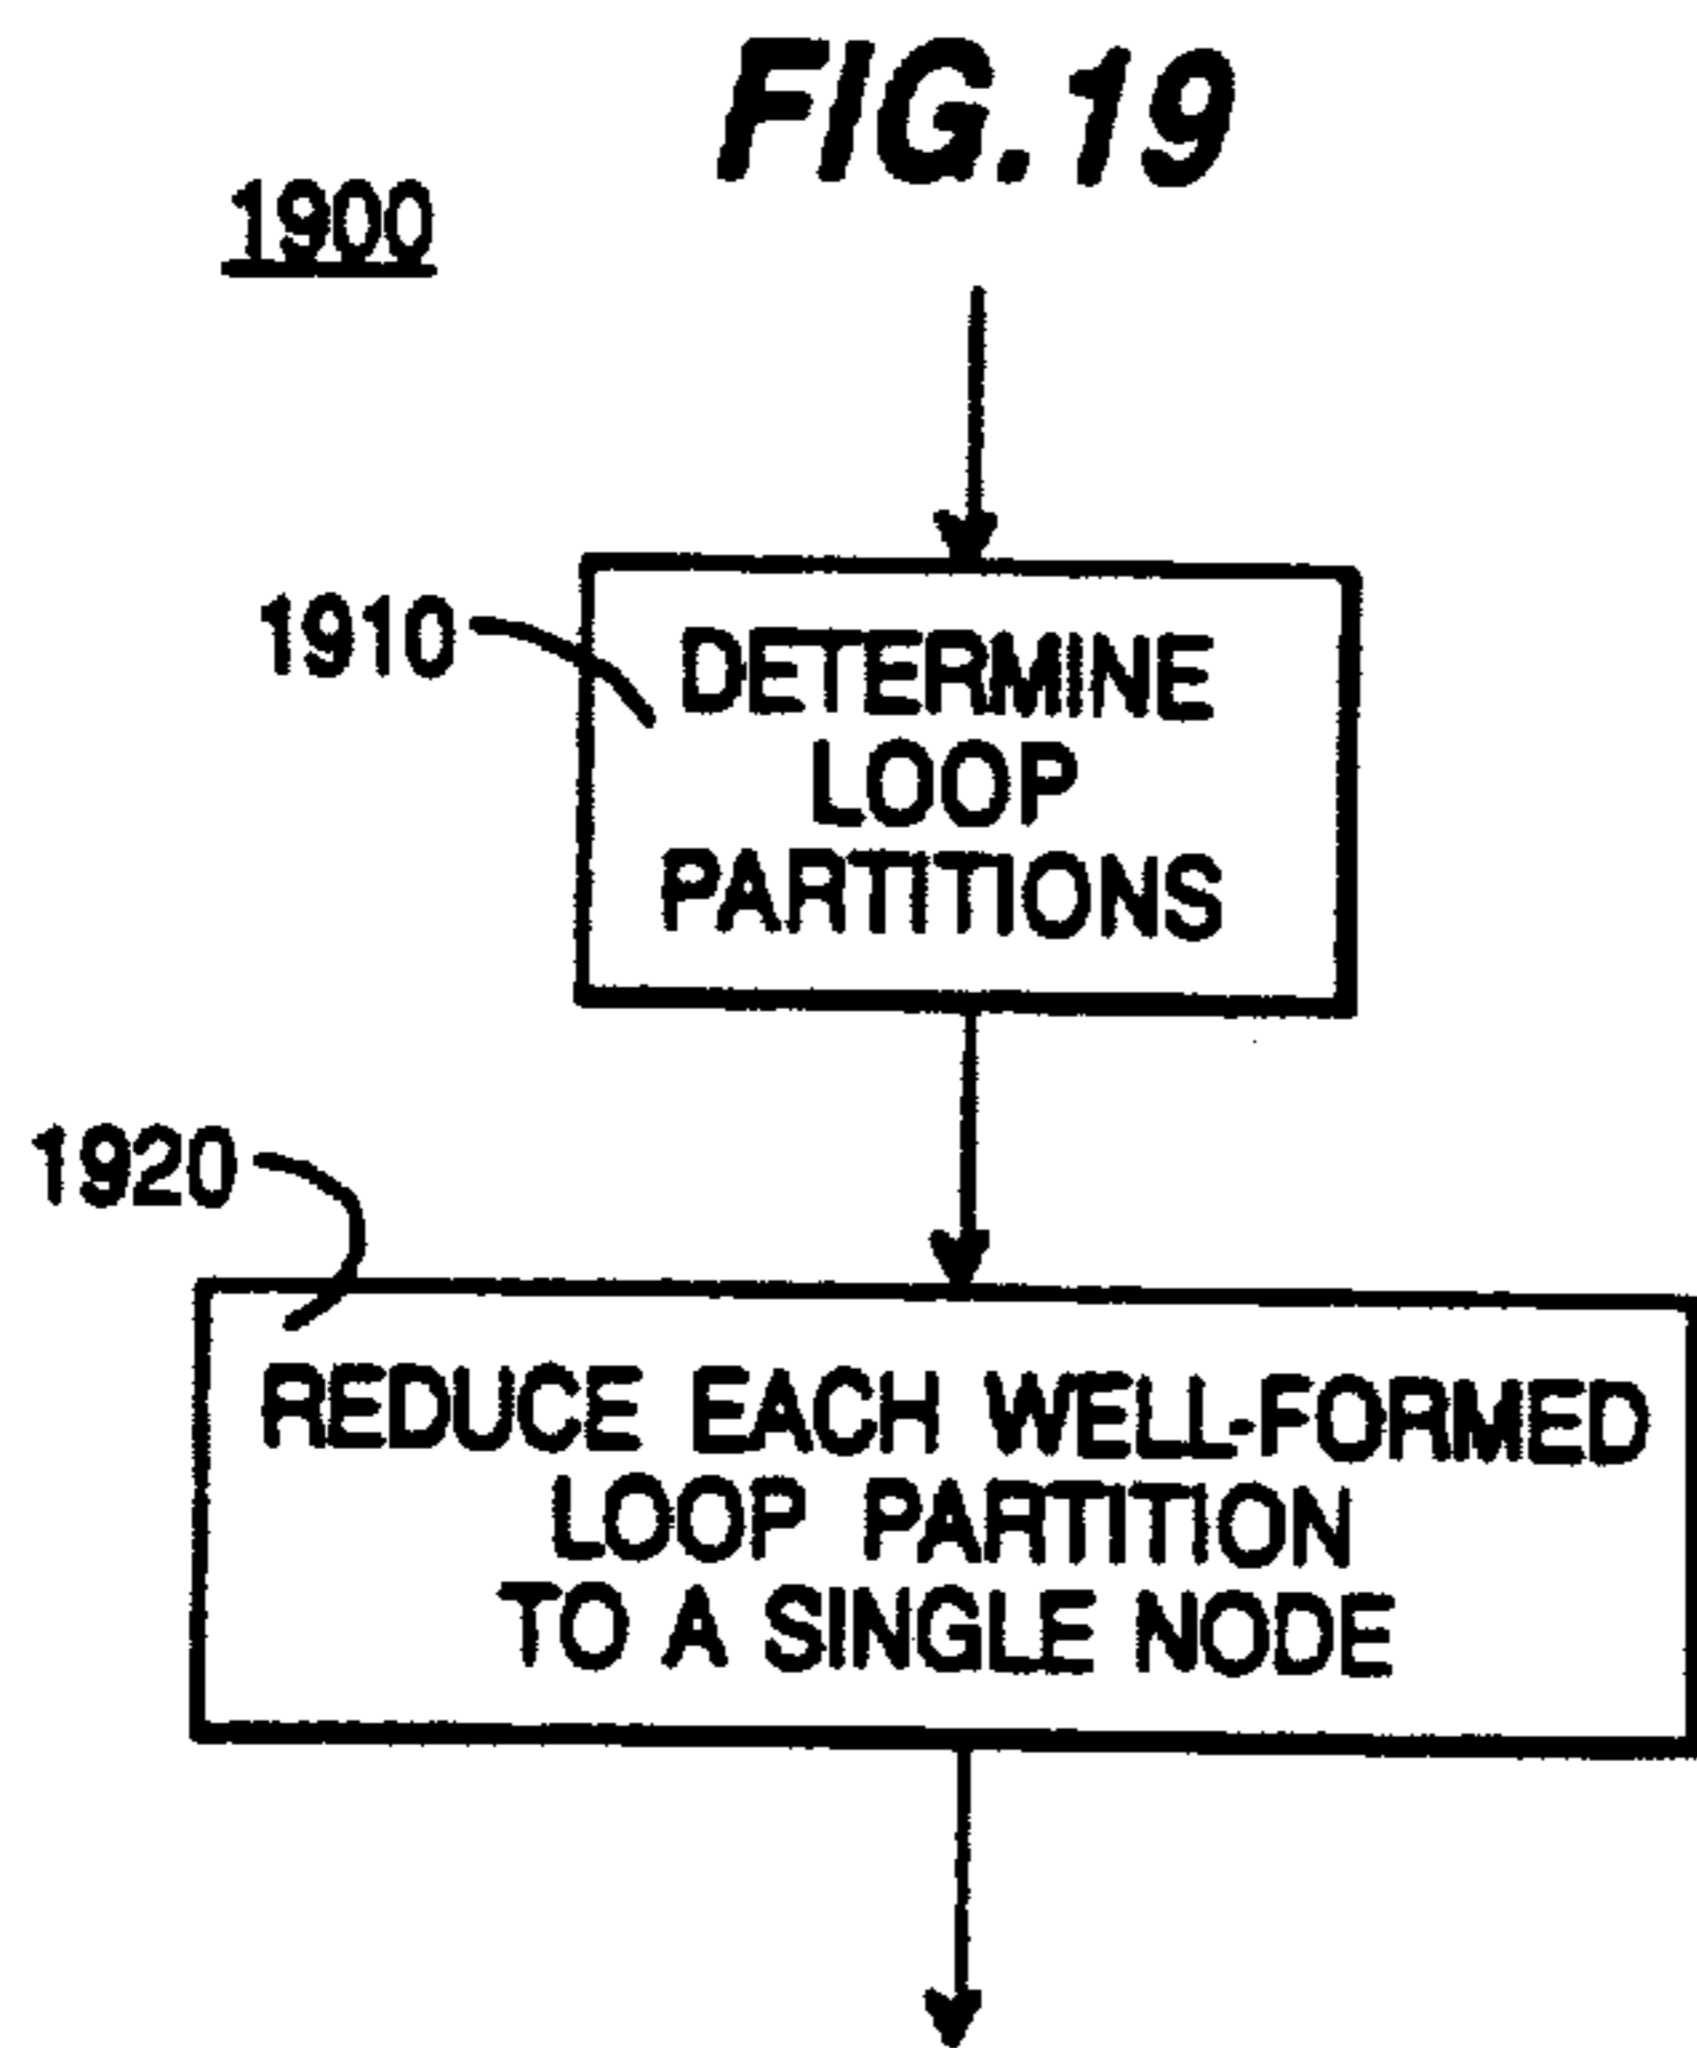 FIG.19
1900
1910
DETERMINE
LOOP
PARTITIONS
1920
REDUCE EACH WELL-FORMED
LOOP PARTITION
TO A SINGLE NODE